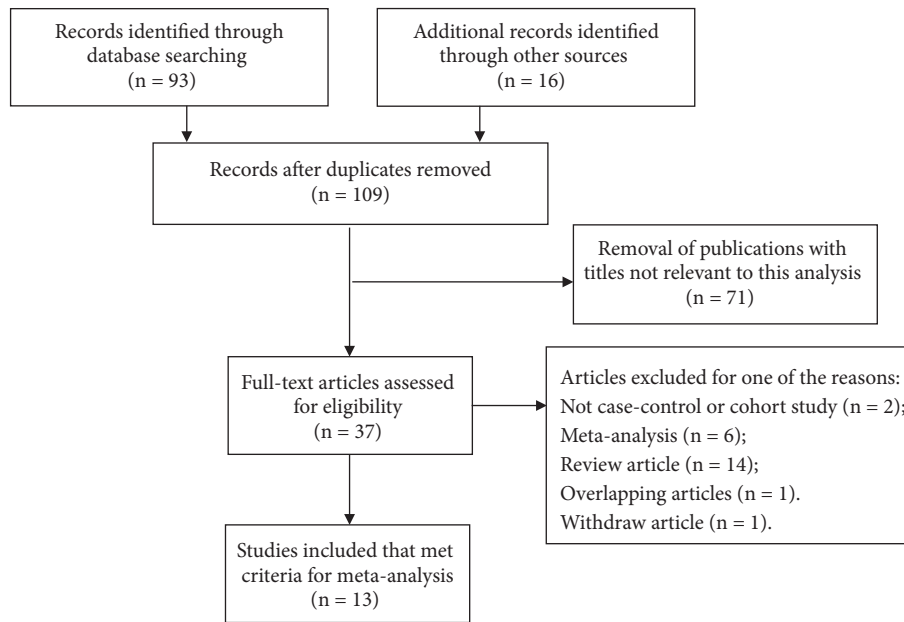 Records identified through
database searching
(n = 93)
Additional records identified
through other sources
(n = 16)
Records after duplicates removed
(n = 109)
Removal of publications with
titles not relevant to this analysis
(n = 71)
Full-text articles assessed
for eligibility
(n = 37)
Articles excluded for one of the reasons:
Not case-control or cohort study (n = 2);
Meta-analysis (n = 6);
Review article (n = 14);
Overlapping articles (n = 1).
Withdraw article (n = 1).
Studies included that met
criteria for meta-analysis
(n = 13)